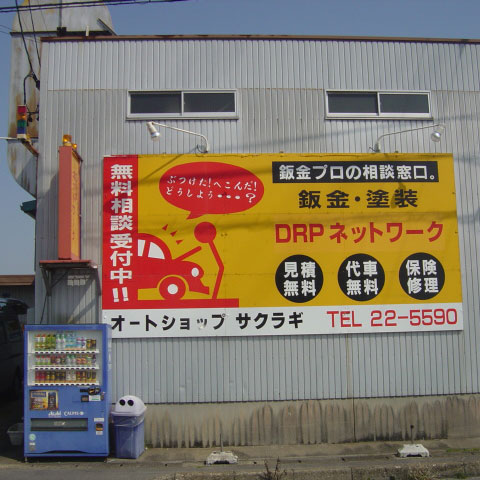 無料相談受付中!!
ぶつけた!へこんだ!
どうしよう・・・?
鈑金プロの相談窓口。
鈑金・塗装
DRP ネットワーク
見積
無料
代車
無料
保険
修理
オートショップ サクラギ
TEL 22-5590
Asahi
CALPIS